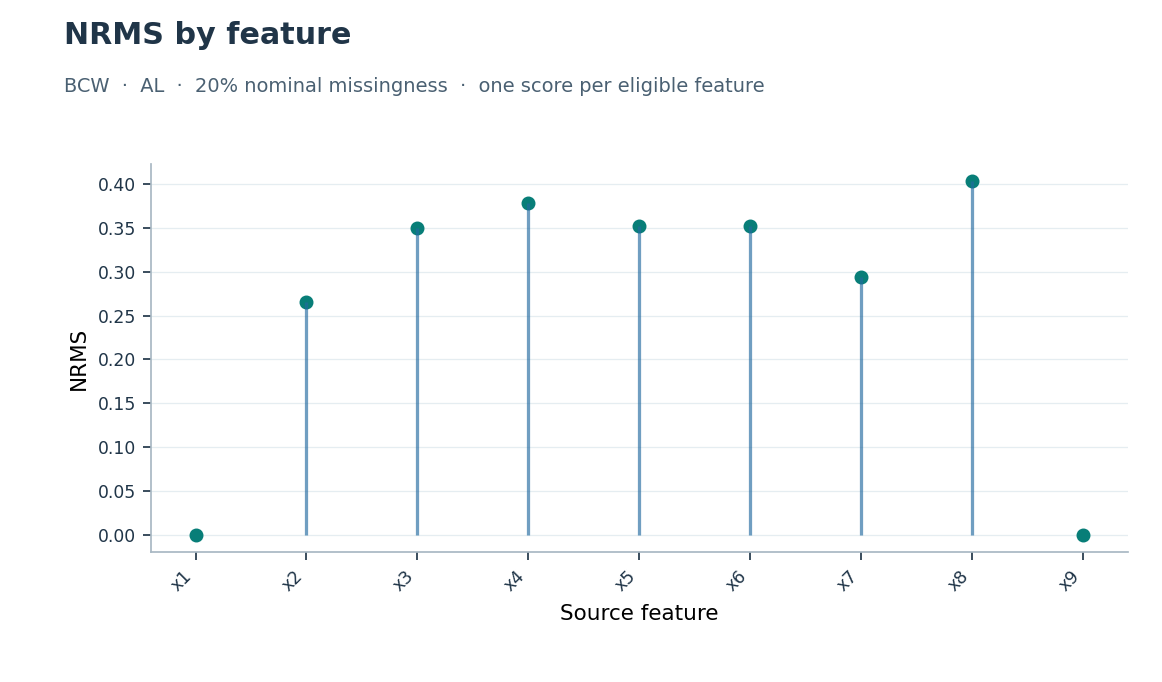 NRMS by feature
BCW · AL · 20% nominal missingness · one score per eligible feature
NRMS
0.40
0.35
0.30
0.25
0.20
0.15
0.10
0.05
0.00
x1 x2 x3 x4 x5 x6 x7 x8 x9
Source feature